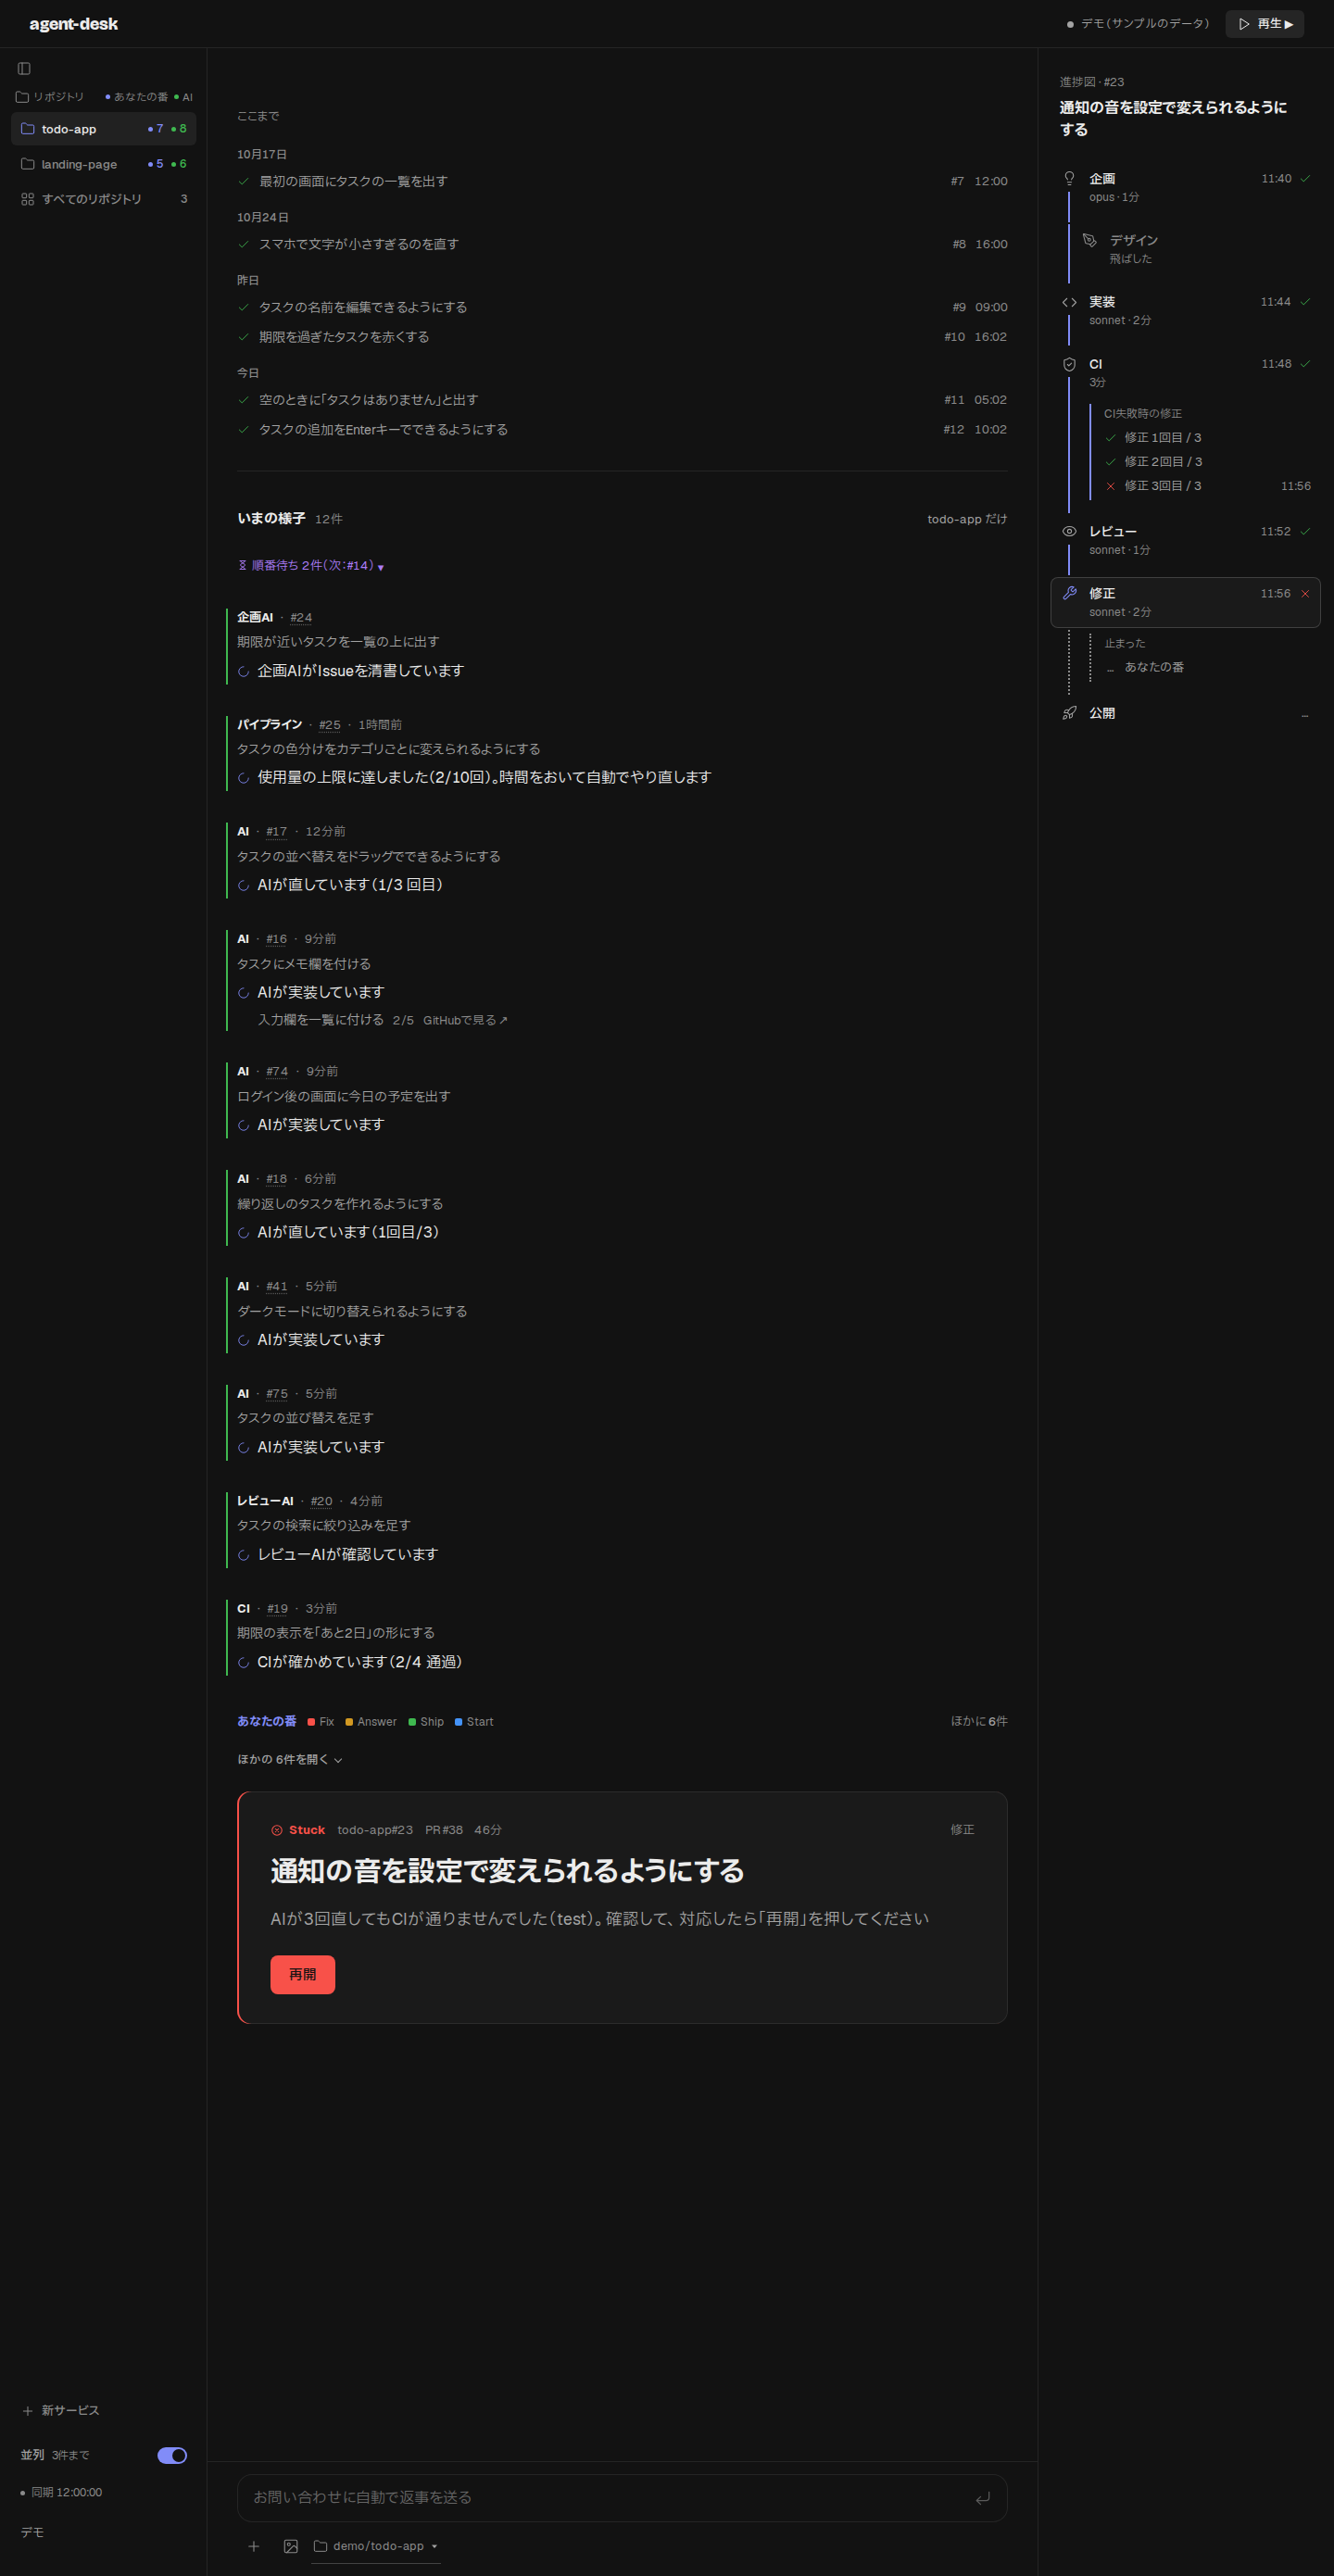 agent-desk
デモ（サンプルのデータ）
再生 ▶
リポジトリ
あなたの番
AI
todo-app
7
8
landing-page
5
6
すべてのリポジトリ
3
新サービス
並列 3件まで
同期 12:00:00
デモ
ここまで
10月17日
最初の画面にタスクの一覧を出す
#7 12:00
10月24日
スマホで文字が小さすぎるのを直す
#8 16:00
昨日
タスクの名前を編集できるようにする
#9 09:00
期限を過ぎたタスクを赤くする
#10 16:02
今日
空のときに「タスクはありません」と出す
#11 05:02
タスクの追加をEnterキーでできるようにする
#12 10:02
いまの様子 12件
todo-app だけ
順番待ち 2件（次：#14） ▼
企画AI · #24
期限が近いタスクを一覧の上に出す
企画AIがIssueを清書しています
パイプライン · #25 · 1時間前
タスクの色分けをカテゴリごとに変えられるようにする
使用量の上限に達しました（2/10回）。時間をおいて自動でやり直します
AI · #17 · 12分前
タスクの並べ替えをドラッグでできるようにする
AIが直しています（1/3 回目）
AI · #16 · 9分前
タスクにメモ欄を付ける
AIが実装しています
入力欄を一覧に付ける 2/5 GitHubで見る ↗
AI · #74 · 9分前
ログイン後の画面に今日の予定を出す
AIが実装しています
AI · #18 · 6分前
繰り返しのタスクを作れるようにする
AIが直しています（1回目/3）
AI · #41 · 5分前
ダークモードに切り替えられるようにする
AIが実装しています
AI · #75 · 5分前
タスクの並び替えを足す
AIが実装しています
レビューAI · #20 · 4分前
タスクの検索に絞り込みを足す
レビューAIが確認しています
CI · #19 · 3分前
期限の表示を「あと2日」の形にする
CIが確かめています（2/4 通過）
あなたの番 Fix Answer Ship Start
ほかに 6件
ほかの 6件を開く
Stuck todo-app#23 PR #38 46分
修正
通知の音を設定で変えられるようにする
AIが3回直してもCIが通りませんでした（test）。確認して、対応したら「再開」を押してください
再開
お問い合わせに自動で返事を送る
demo/todo-app ▾
進捗図 · #23
通知の音を設定で変えられるように
する
企画
11:40
opus · 1分
デザイン
飛ばした
実装
11:44
sonnet · 2分
CI
11:48
3分
CI失敗時の修正
修正 1回目 / 3
修正 2回目 / 3
修正 3回目 / 3
11:56
レビュー
11:52
sonnet · 1分
修正
11:56
sonnet · 2分
止まった
… あなたの番
公開
…